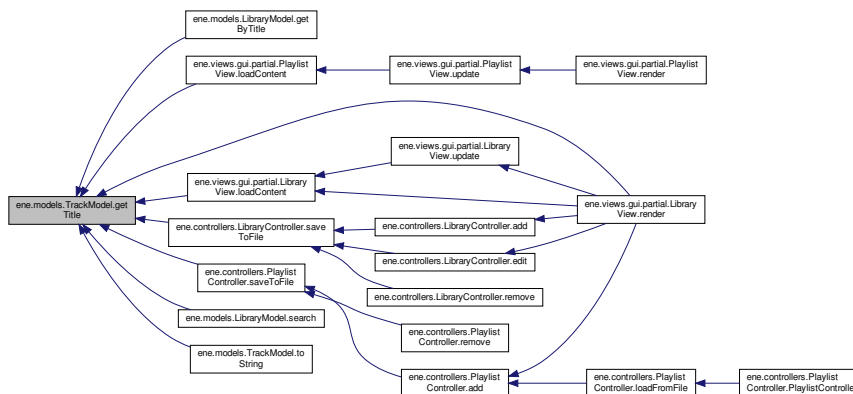 ene.models.LibraryModel.get
ByTitle
ene.views.gui.partial.Playlist
View.loadContent
ene.views.gui.partial.Playlist
View.update
ene.views.gui.partial.Playlist
View.render
ene.views.gui.partial.Library
View.update
ene.views.gui.partial.Library
View.loadContent
ene.models.TrackModel.get
Title
ene.views.gui.partial.Library
View.render
ene.controllers.LibraryController.save
ToFile
ene.controllers.LibraryController.add
ene.controllers.LibraryController.edit
ene.controllers.Playlist
Controller.saveToFile
ene.controllers.LibraryController.remove
ene.models.LibraryModel.search
ene.controllers.Playlist
Controller.remove
ene.models.TrackModel.to
String
ene.controllers.Playlist
Controller.add
ene.controllers.Playlist
Controller.loadFromFile
ene.controllers.Playlist
Controller.PlaylistControlle